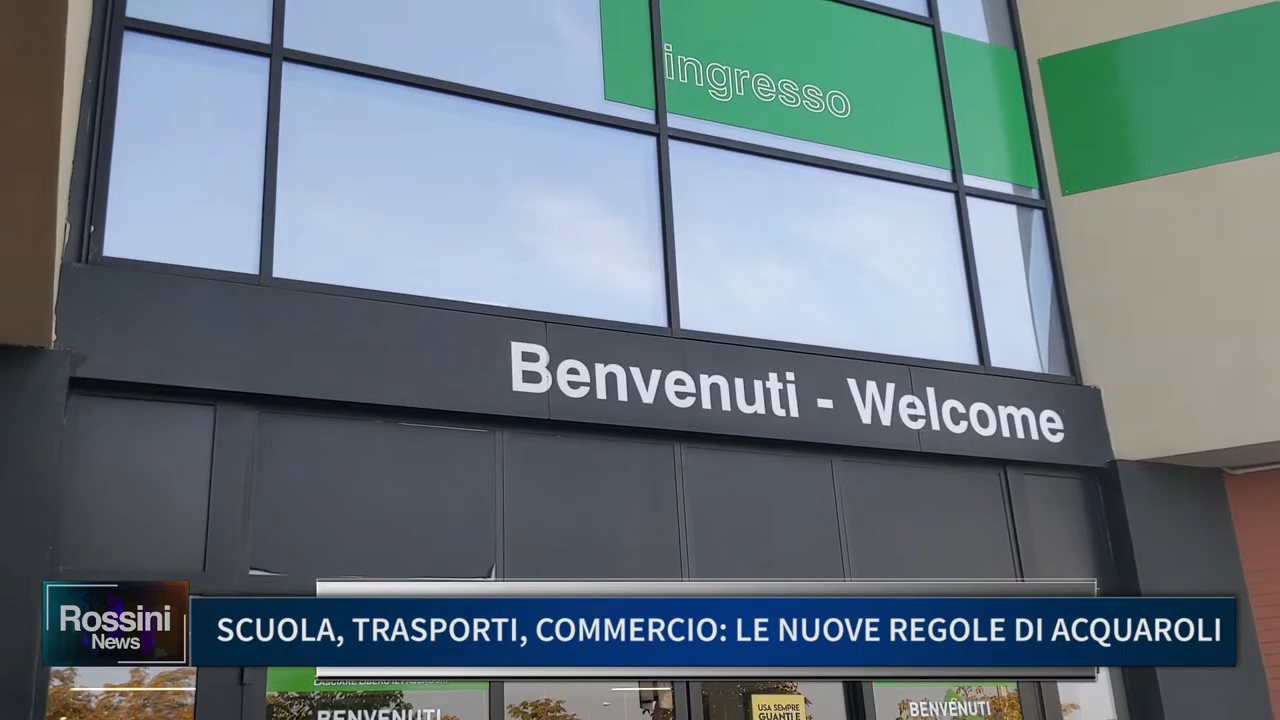 ingresso
Benvenuti - Welcome
Rossini
News
SCUOLA, TRASPORTI, COMMERCIO: LE NUOVE REGOLE DI ACQUAROLI
BENVENUTI
USA SEMPRE
GUANTI E
BENVENUTI